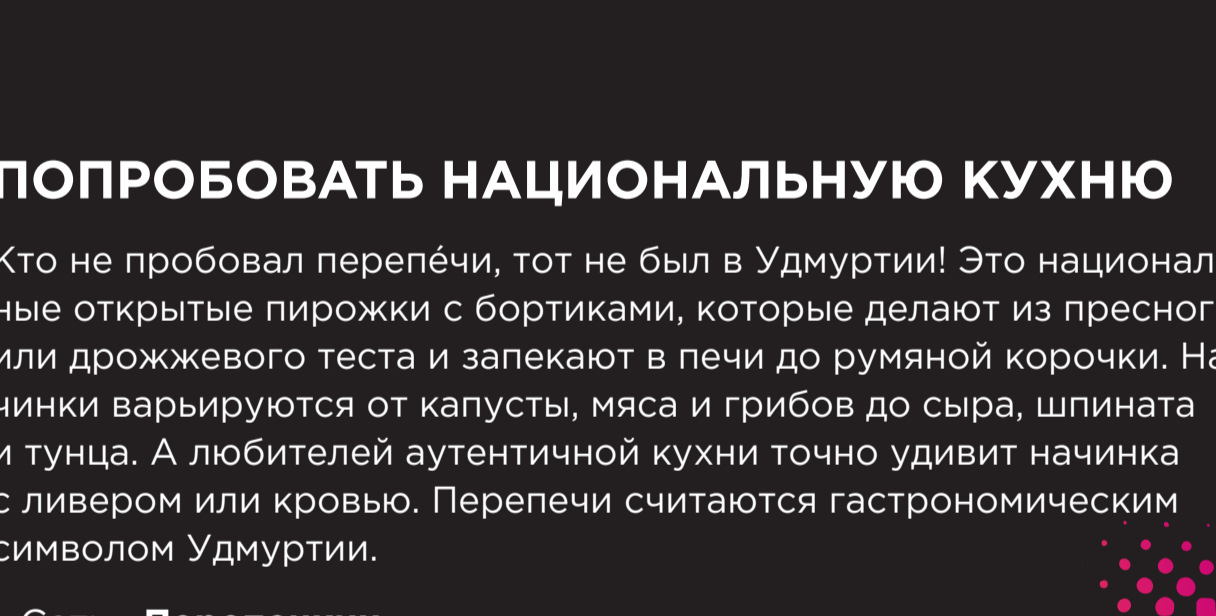 ПОПРОБОВАТЬ НАЦИОНАЛЬНУЮ КУХНЮ
Кто не пробовал перепе́чи, тот не был в Удмуртии! Это национал
ные открытые пирожки с бортиками, которые делают из пресног
или дрожжевого теста и запекают в печи до румяной корочки. На
чинки варьируются от капусты, мяса и грибов до сыра, шпината
и тунца. А любителей аутентичной кухни точно удивит начинка
с ливером или кровью. Перепечи считаются гастрономическим
символом Удмуртии.